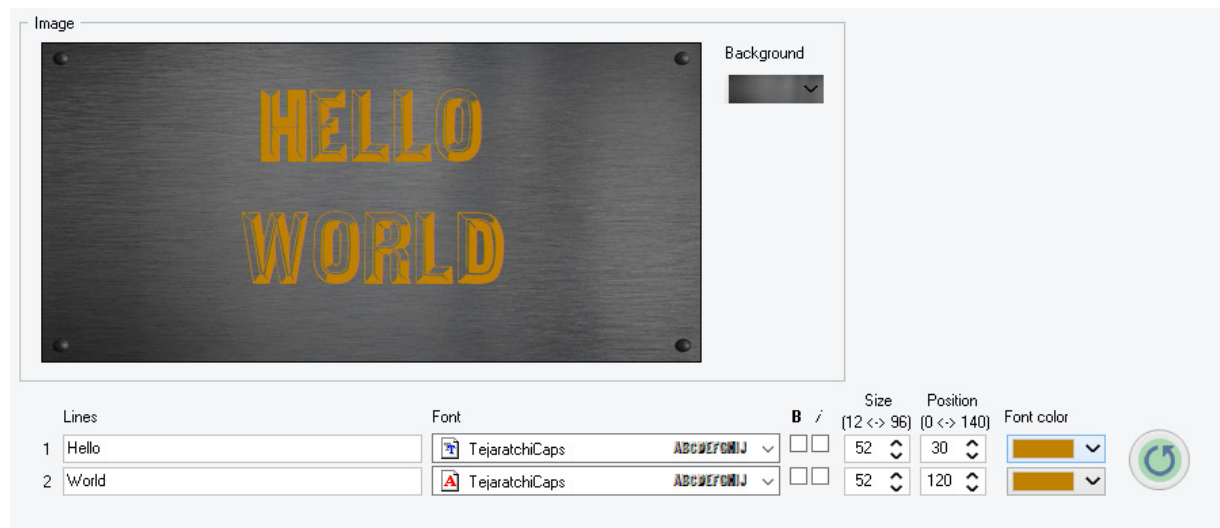 Image
Background
HELLO
WORLD
Lines Font B i Size (12 <-> 96) Position (0 <-> 140) Font color
1 Hello TejaratchiCaps ABCDEFGHIJ 52 30
2 World TejaratchiCaps ABCDEFGHIJ 52 120